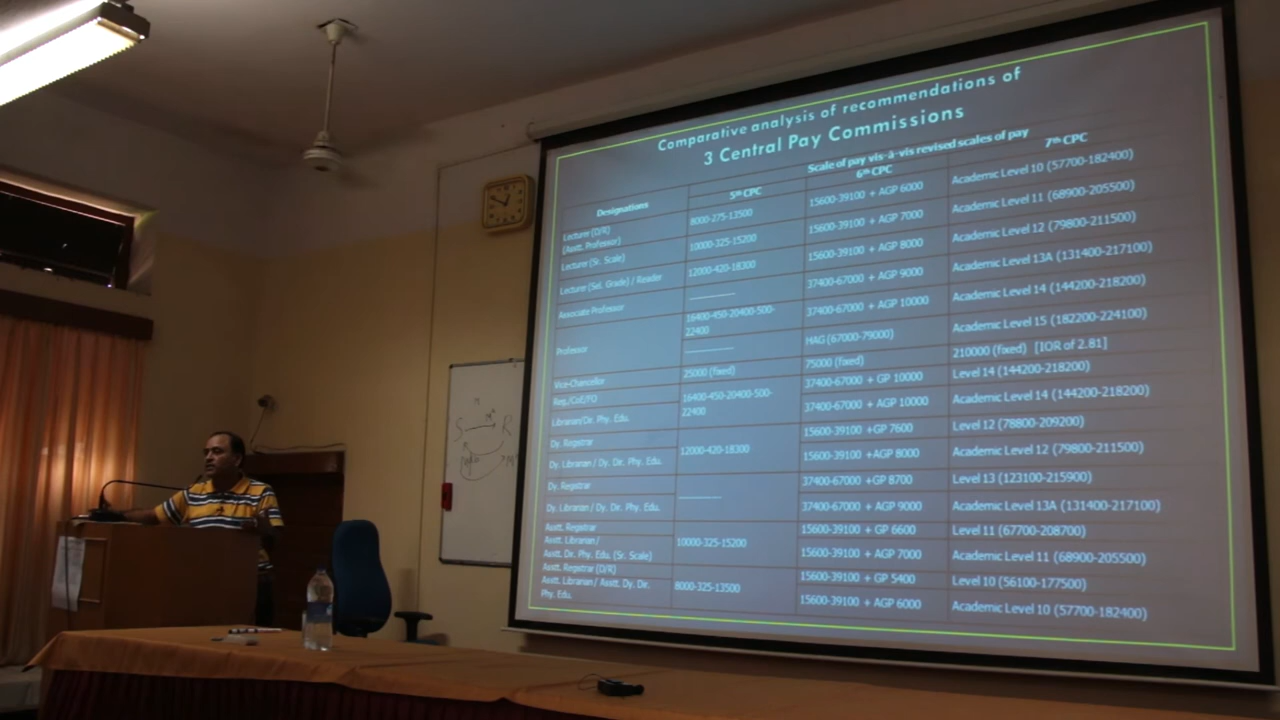 Comparative analysis of recommendations of
3 Central Pay Commissions
Scale of pay vis-à-vis revised scales of pay
Designations 5th CPC 6th CPC 7th CPC
Lecturer (D/R)
(Asstt. Professor) 8000-275-13500 15600-39100 + AGP 6000 Academic Level 10 (57700-182400)
Lecturer (Sr. Scale) 10000-325-15200 15600-39100 + AGP 7000 Academic Level 11 (68900-205500)
Lecturer (Sel. Grade) / Reader 12000-420-18300 15600-39100 + AGP 8000 Academic Level 12 (79800-211500)
Associate Professor 37400-67000 + AGP 9000 Academic Level 13A (131400-217100)
Professor 16400-450-20400-500-
22400 37400-67000 + AGP 10000 Academic Level 14 (144200-218200)
HAG (67000-79000) Academic Level 15 (182200-224100)
Vice-Chancellor 25000 (fixed) 75000 (fixed) 210000 (fixed) [IOR of 2.81]
Reg./CoE/FO 16400-450-20400-500-
22400 37400-67000 + GP 10000 Level 14 (144200-218200)
Librarian/Dir. Phy. Edu. 37400-67000 + AGP 10000 Academic Level 14 (144200-218200)
Dy. Registrar 12000-420-18300 15600-39100 +GP 7600 Level 12 (78800-209200)
Dy. Librarian / Dy. Dir. Phy. Edu. 15600-39100 +AGP 8000 Academic Level 12 (79800-211500)
Dy. Registrar 37400-67000 +GP 8700 Level 13 (123100-215900)
Dy. Librarian / Dy. Dir. Phy. Edu. 37400-67000 + AGP 9000 Academic Level 13A (131400-217100)
Asstt. Registrar 10000-325-15200 15600-39100 + GP 6600 Level 11 (67700-208700)
Asstt. Librarian /
Asstt. Dir. Phy. Edu. (Sr. Scale) 15600-39100 + AGP 7000 Academic Level 11 (68900-205500)
Asstt. Registrar (D/R) 8000-325-13500 15600-39100 + GP 5400 Level 10 (56100-177500)
Asstt. Librarian / Asstt. Dy. Dir.
Phy. Edu. 15600-39100 + AGP 6000 Academic Level 10 (57700-182400)
S R